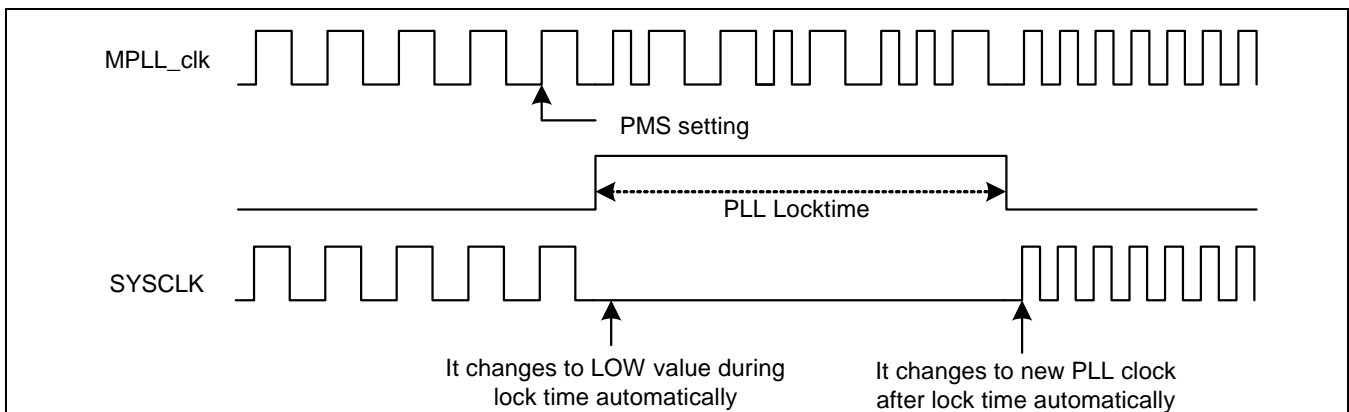 MPLL_clk
PMS setting
PLL Locktime
SYSCLK
It changes to LOW value during
lock time automatically
It changes to new PLL clock
after lock time automatically